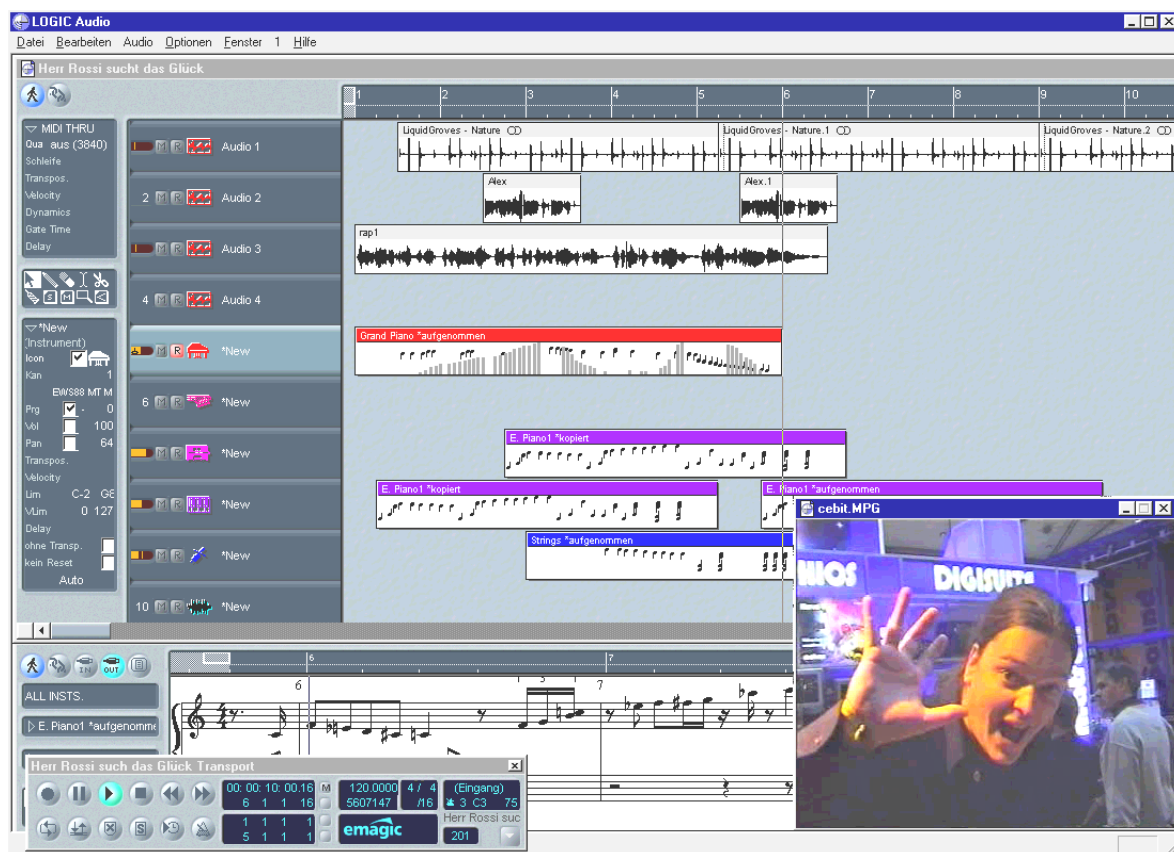 LOGIC Audio
Datei Bearbeiten Audio Optionen Fenster 1 Hilfe
Herr Rossi sucht das Glück
1 2 3 4 5 6 7 8 9 10
MIDI THRU
Qua aus (3840)
Schleife
Transpos.
Velocity
Dynamics
Gate Time
Delay
M R Audio 1
2 M R Audio 2
M R Audio 3
4 M R Audio 4
M R *New
6 M R *New
M R *New
M R *New
M R *New
10 M R *New
LiquidGroves - Nature
LiquidGroves - Nature.1
LiquidGroves - Nature.2
Alex
Alex.1
rap1
Grand Piano *aufgenommen
E. Piano1 *kopiert
E. Piano1 *kopiert
E. Piano1 *aufgenommen
Strings *aufgenommen
S M
*New
(Instrument)
Icon
Kan 1
EWS88 MT M
Prg - 0
Vol 100
Pan 64
Transpos.
Velocity
Lim C-2 G8
VLim 0 127
Delay
ohne Transp.
kein Reset
Auto
cebit.MPG
HIOS
DIGISUITE
IN OUT
6 7
6 3 7
ALL INSTS.
E. Piano1 *aufgenomme
Herr Rossi such das Glück Transport
00: 00: 10: 00.16 M
6 1 1 16
1 1 1 1
5 1 1 1
120.0000 4 / 4
5607147 /16
(Eingang)
3 C3 75
emagic
Herr Rossi suc
201
S